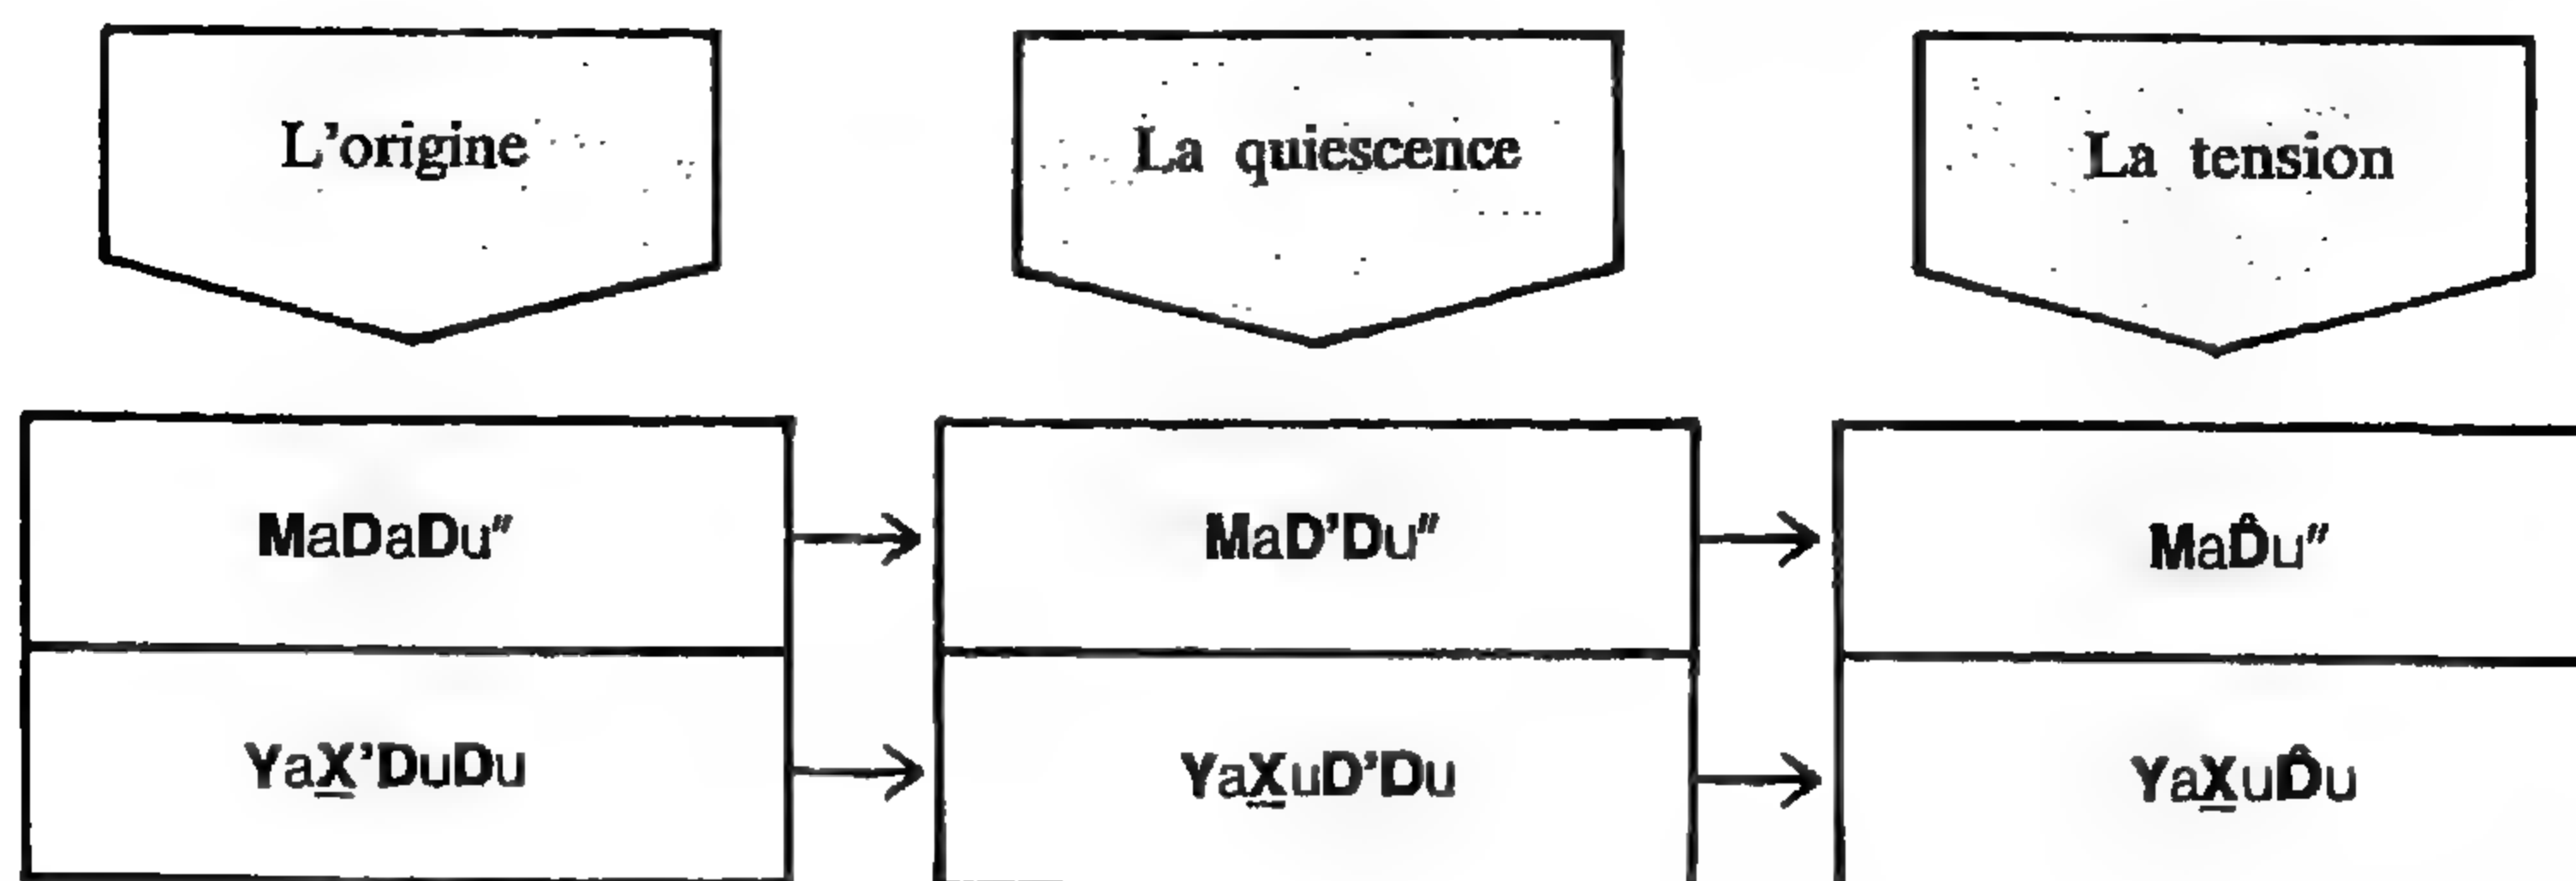 L'origine La quiescence La tension
MaDaDu" MaD'Du" MaD̂u"
YaX̲'DuDu YaX̲uD'Du YaX̲uD̂u